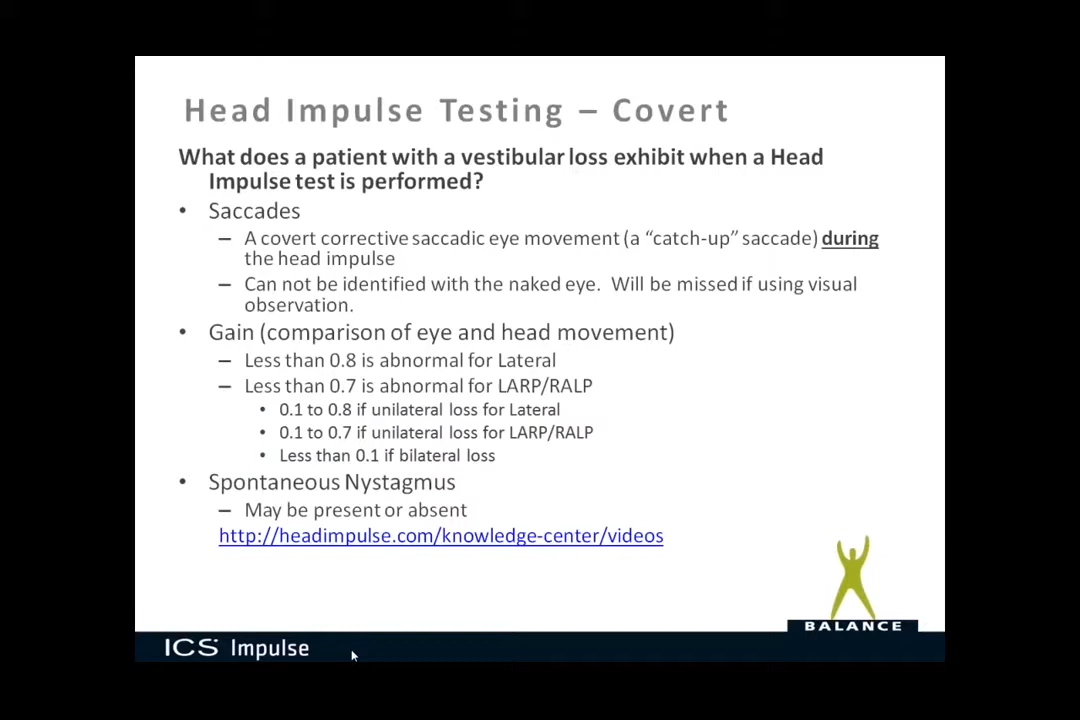 Head Impulse Testing – Covert
What does a patient with a vestibular loss exhibit when a Head
Impulse test is performed?
• Saccades
– A covert corrective saccadic eye movement (a “catch-up” saccade) during
the head impulse
– Can not be identified with the naked eye.  Will be missed if using visual
observation.
• Gain (comparison of eye and head movement)
– Less than 0.8 is abnormal for Lateral
– Less than 0.7 is abnormal for LARP/RALP
• 0.1 to 0.8 if unilateral loss for Lateral
• 0.1 to 0.7 if unilateral loss for LARP/RALP
• Less than 0.1 if bilateral loss
• Spontaneous Nystagmus
– May be present or absent
http://headimpulse.com/knowledge-center/videos
BALANCE
ICS Impulse